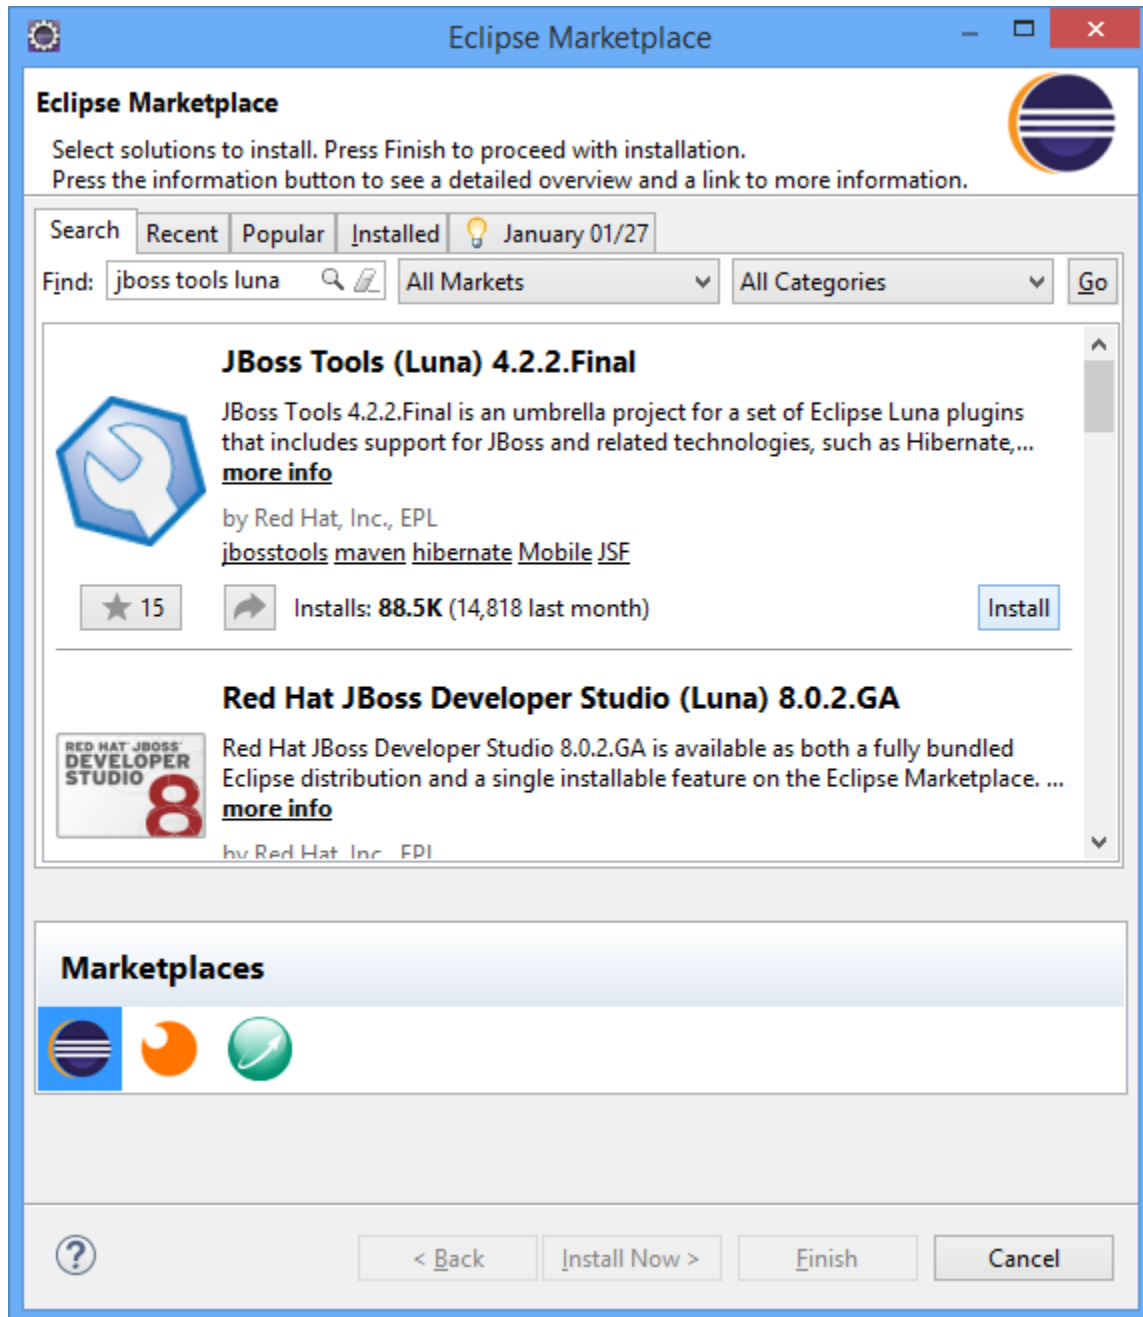 Eclipse Marketplace
Eclipse Marketplace
Select solutions to install. Press Finish to proceed with installation.
Press the information button to see a detailed overview and a link to more information.
Search Recent Popular Installed January 01/27
Find: jboss tools luna All Markets All Categories Go
JBoss Tools (Luna) 4.2.2.Final
JBoss Tools 4.2.2.Final is an umbrella project for a set of Eclipse Luna plugins
that includes support for JBoss and related technologies, such as Hibernate,...
more info
by Red Hat, Inc., EPL
jbosstools maven hibernate Mobile JSF
15 Installs: 88.5K (14,818 last month) Install
Red Hat JBoss Developer Studio (Luna) 8.0.2.GA
RED HAT JBOSS
DEVELOPER
STUDIO
8
Red Hat JBoss Developer Studio 8.0.2.GA is available as both a fully bundled
Eclipse distribution and a single installable feature on the Eclipse Marketplace. ...
more info
by Red Hat, Inc., EPL
Marketplaces
? < Back Install Now > Finish Cancel